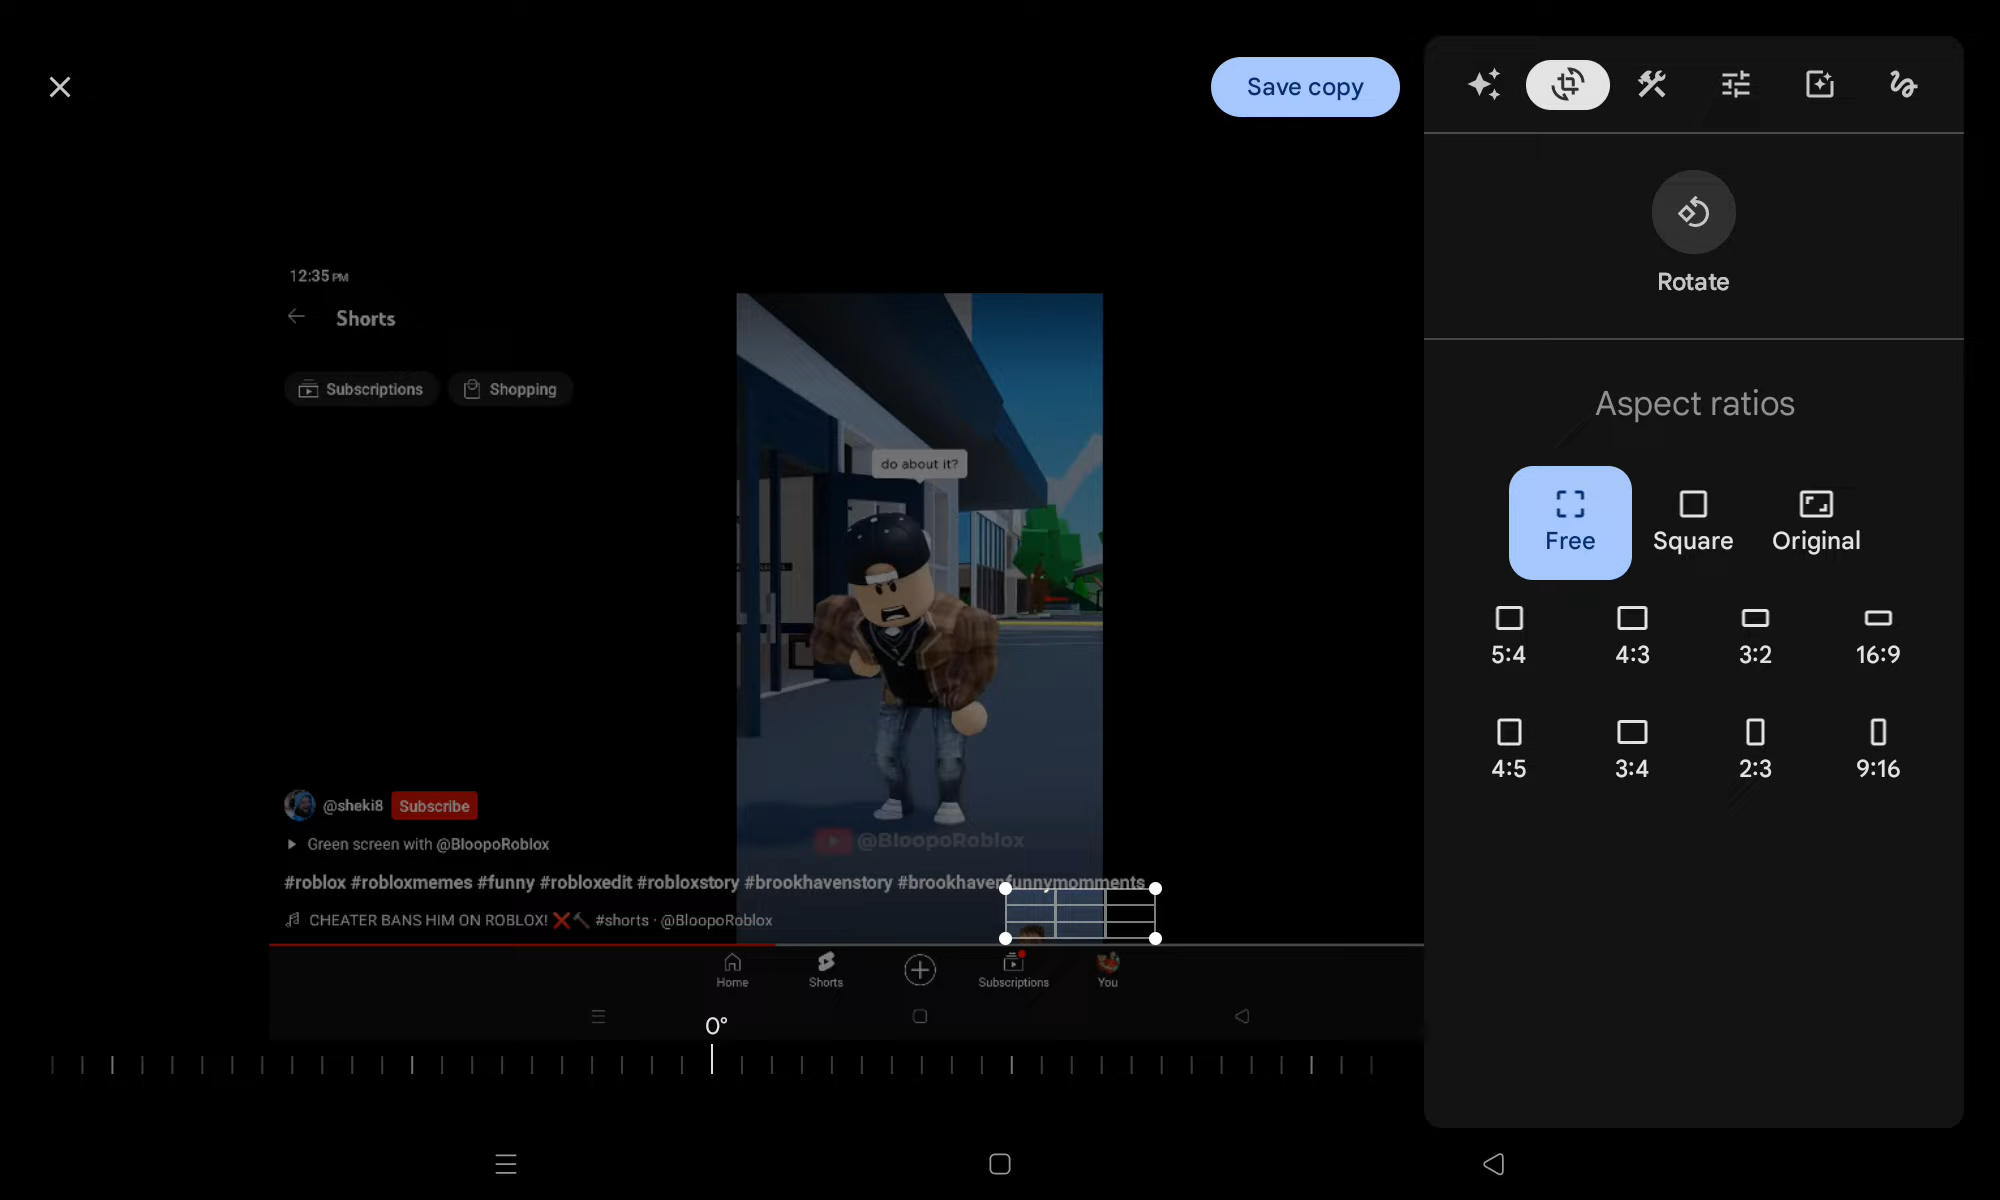 Save copy
Rotate
Aspect ratios
Free
Square
Original
5:4
4:3
3:2
16:9
4:5
3:4
2:3
9:16
12:35 PM
Shorts
Subscriptions
Shopping
do about it?
@sheki8
Subscribe
Green screen with @BloopoRoblox
@BloopoRoblox
#roblox #robloxmemes #funny #robloxedit #robloxstory #brookhavenstory #brookhavenfunnymomments
CHEATER BANS HIM ON ROBLOX! ❌🔨 #shorts · @BloopoRoblox
Home
Shorts
Subscriptions
You
0°